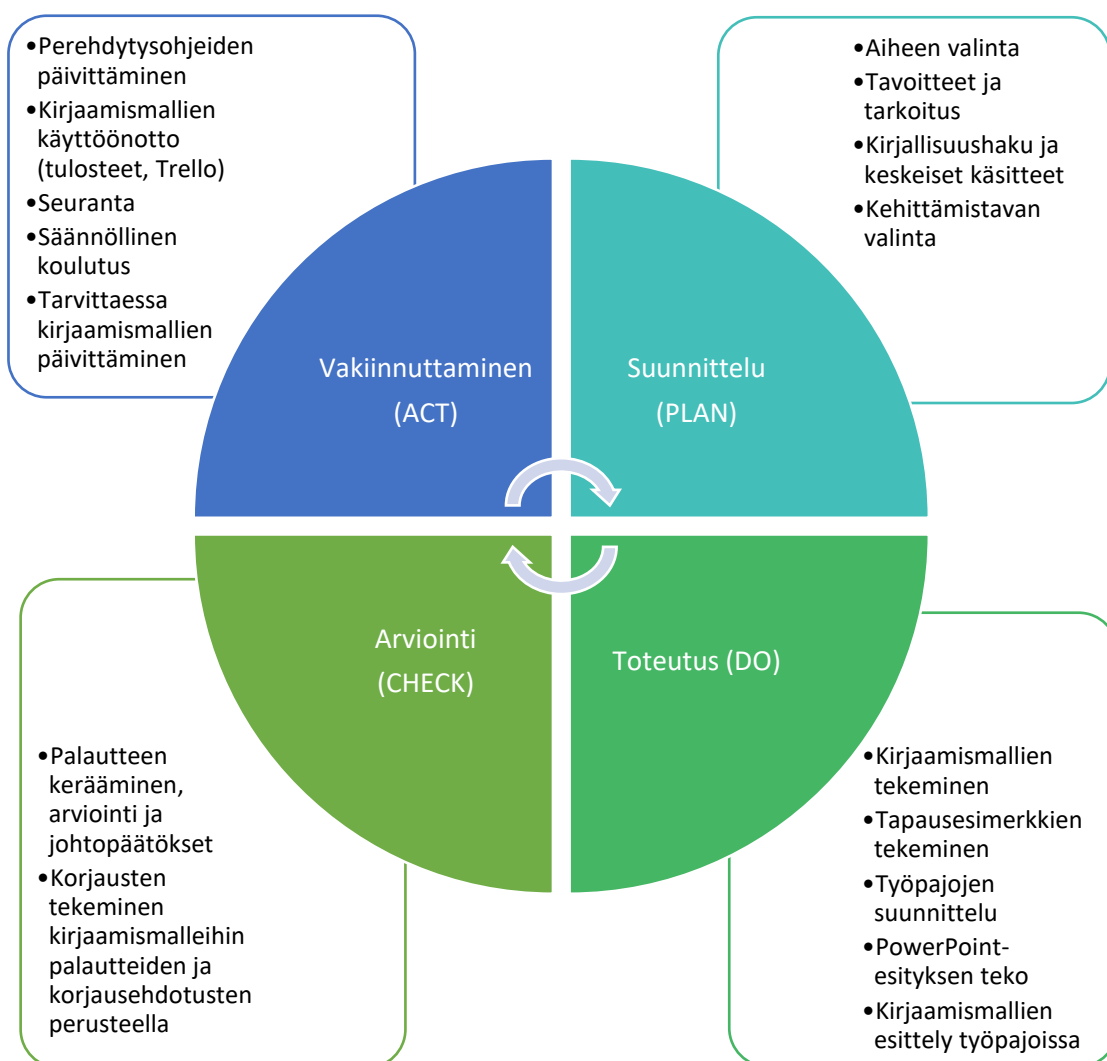 •Perehdytysohjeiden
päivittäminen
•Kirjaamismallien
käyttöönotto
(tulosteet, Trello)
•Seuranta
•Säännöllinen
koulutus
•Tarvittaessa
kirjaamismallien
päivittäminen
•Aiheen valinta
•Tavoitteet ja
tarkoitus
•Kirjallisuushaku ja
keskeiset käsitteet
•Kehittämistavan
valinta
Vakiinnuttaminen
(ACT)
Suunnittelu
(PLAN)
Arviointi
(CHECK)
Toteutus (DO)
•Palautteen
kerääminen,
arviointi ja
johtopäätökset
•Korjausten
tekeminen
kirjaamismalleihin
palautteiden ja
korjausehdotusten
perusteella
•Kirjaamismallien
tekeminen
•Tapausesimerkkien
tekeminen
•Työpajojen
suunnittelu
•PowerPoint-
esityksen teko
•Kirjaamismallien
esittely työpajoissa